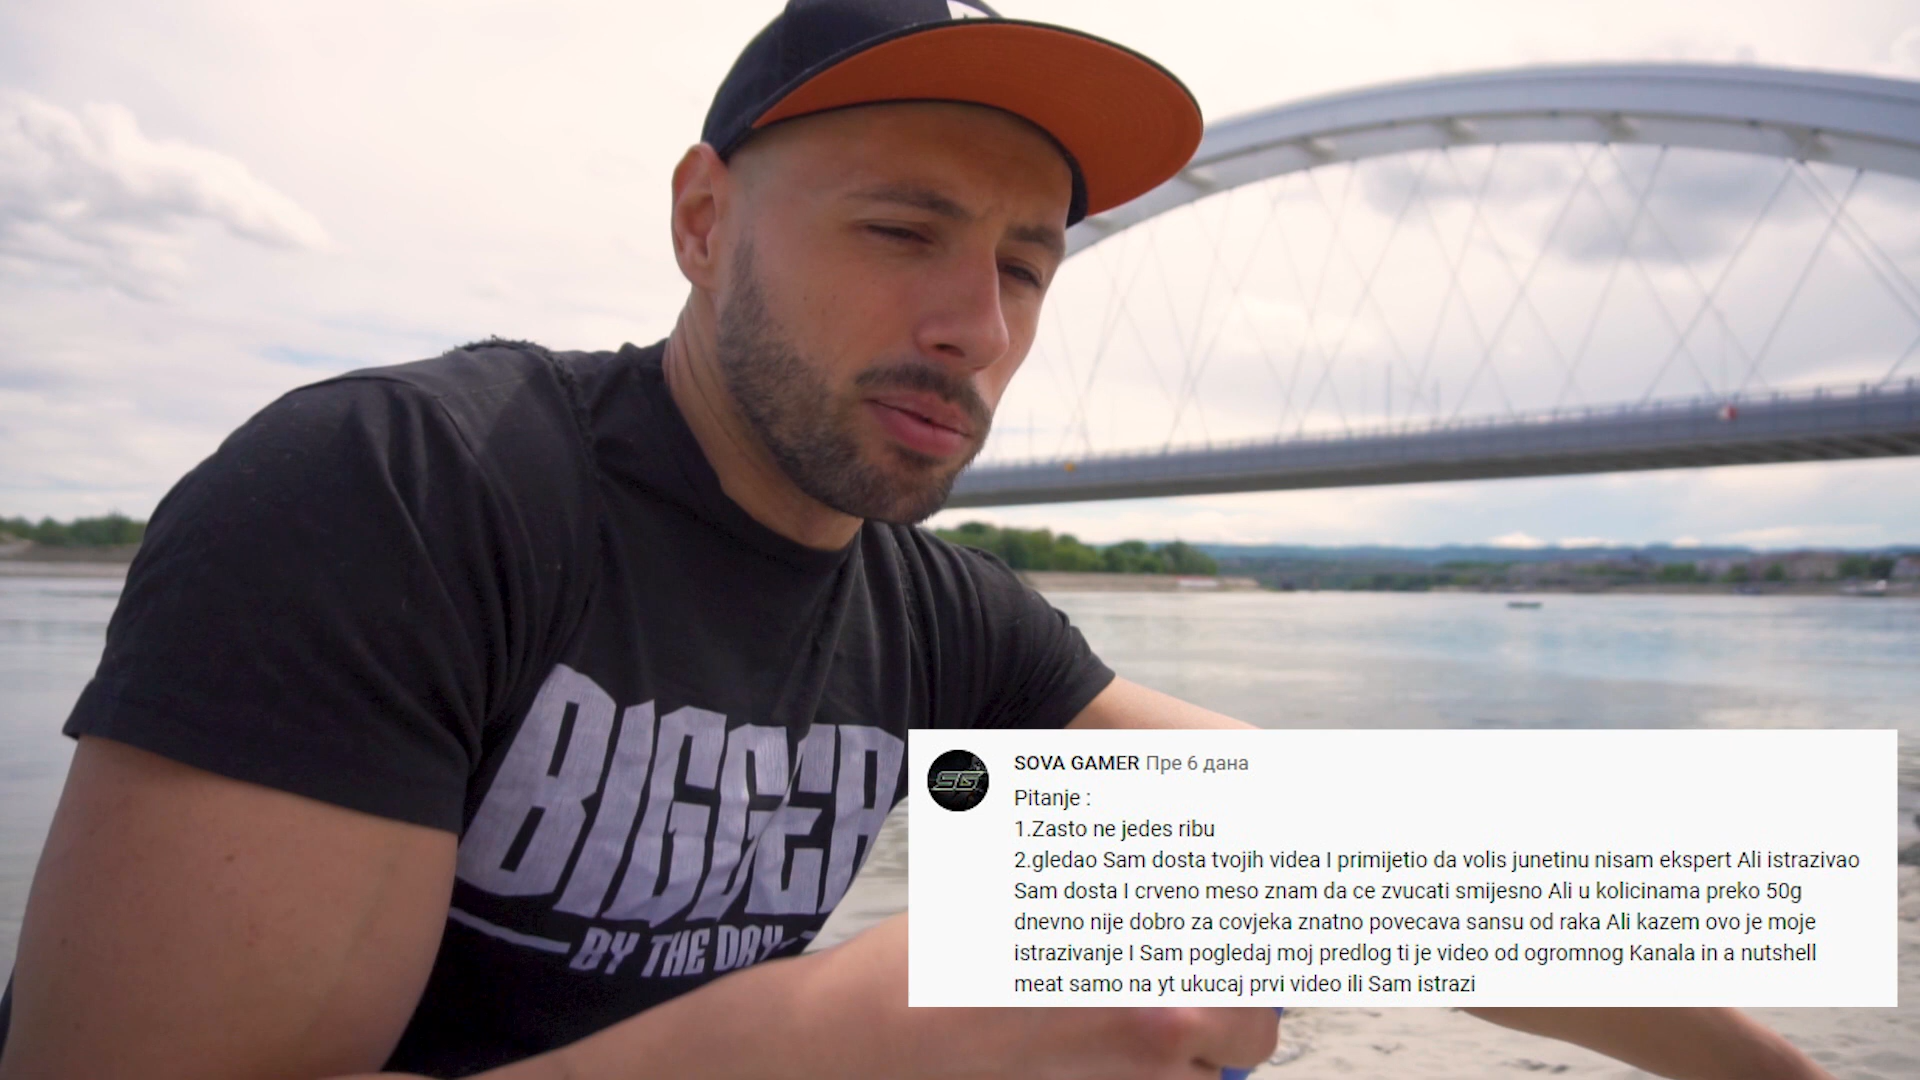 BIGGER
BY THE DAY
SG
SOVA GAMER Пре 6 дана
Pitanje :
1.Zasto ne jedes ribu
2.gledao Sam dosta tvojih videa I primijetio da volis junetinu nisam ekspert Ali istrazivao
Sam dosta I crveno meso znam da ce zvucati smijesno Ali u kolicinama preko 50g
dnevno nije dobro za covjeka znatno povecava sansu od raka Ali kazem ovo je moje
istrazivanje I Sam pogledaj moj predlog ti je video od ogromnog Kanala in a nutshell
meat samo na yt ukucaj prvi video ili Sam istrazi